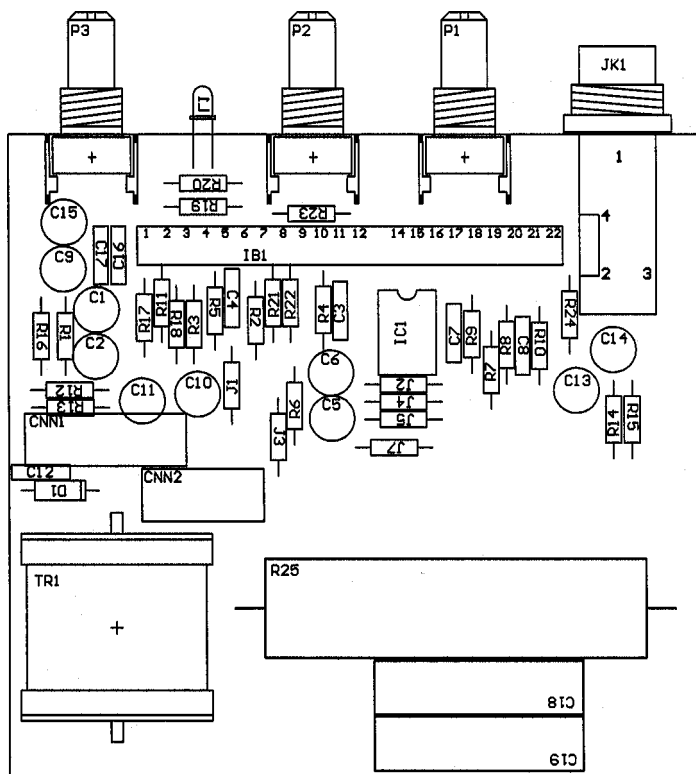 P3
P2
P1
JK1
L1
1
R20
R19
R23
4
C15
1 2 3 4 5 6 7 8 9 10 11 12 14 15 16 17 18 19 20 21 22
IB1
C17
C16
C9
2
3
C1
R17
R11
R18
R3
R5
C4
R2
R21
R22
R4
C3
IC1
C7
R9
R7
R8
C8
R10
R24
R16
R1
C2
C14
C6
J2
J1
R12
R13
C11
C10
R6
C5
J4
J5
C13
R14
R15
CNN1
J3
J7
C12
CNN2
D1
TR1
R25
C18
C19